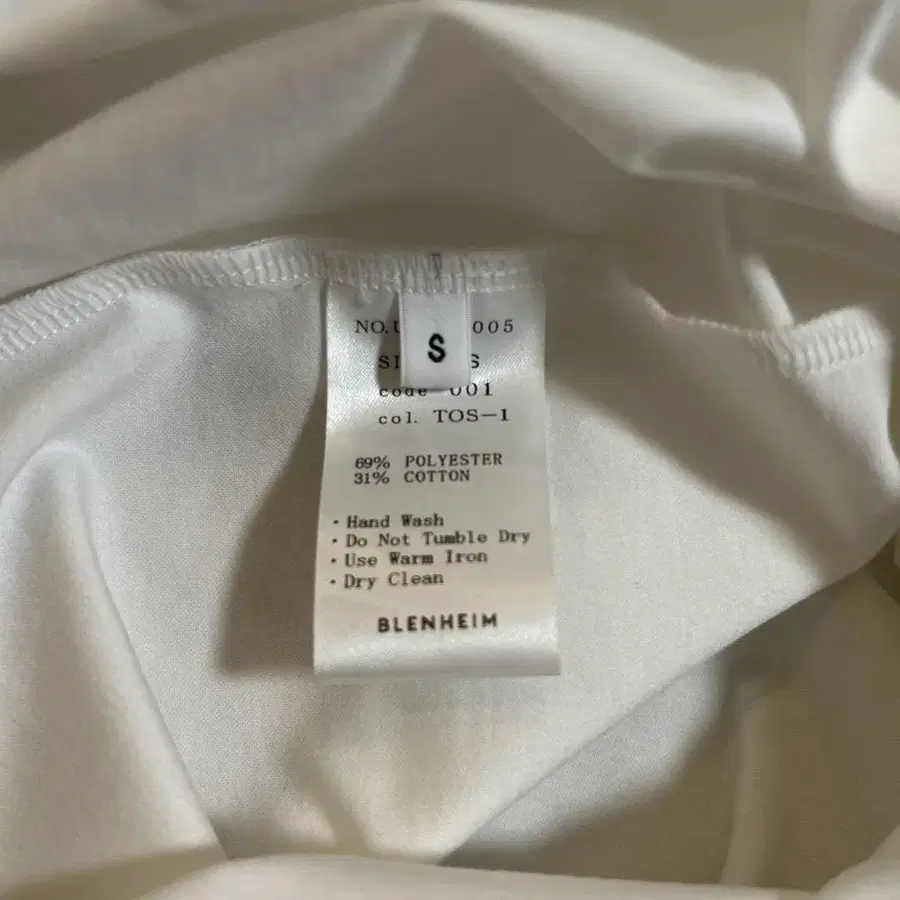 NO. 005
S
S
code 001
col. TOS-1
69% POLYESTER
31% COTTON
· Hand Wash
· Do Not Tumble Dry
· Use Warm Iron
· Dry Clean
BLENHEIM